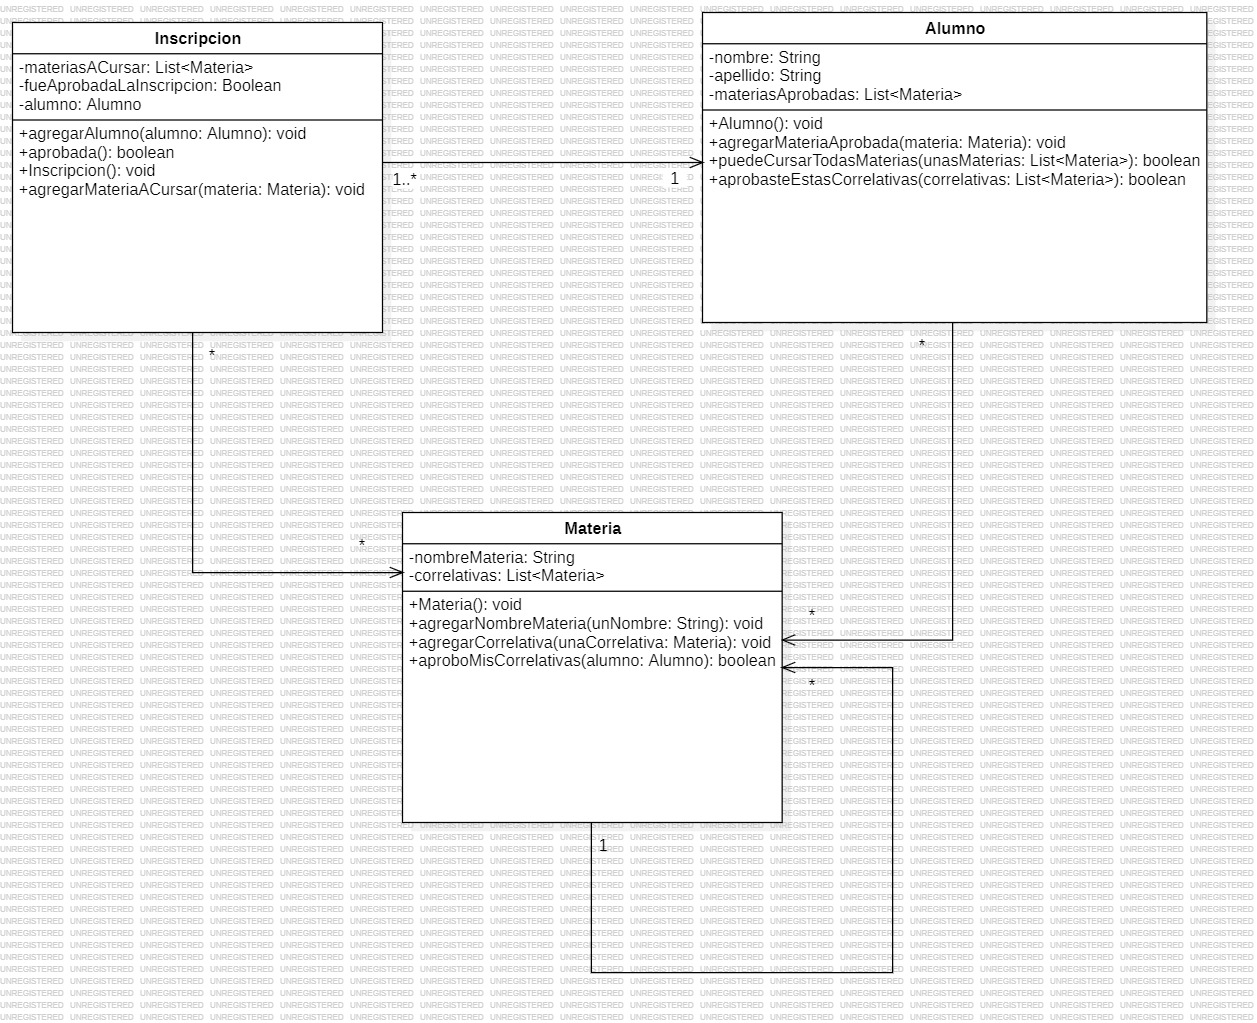 Inscripcion
-materiasACursar: List<Materia>
-fueAprobadaLaInscripcion: Boolean
-alumno: Alumno
+agregarAlumno(alumno: Alumno): void
+aprobada(): boolean
+Inscripcion(): void
+agregarMateriaACursar(materia: Materia): void
1..*
1
Alumno
-nombre: String
-apellido: String
-materiasAprobadas: List<Materia>
+Alumno(): void
+agregarMateriaAprobada(materia: Materia): void
+puedeCursarTodasMaterias(unasMaterias: List<Materia>): boolean
+aprobasteEstasCorrelativas(correlativas: List<Materia>): boolean
*
*
*
Materia
-nombreMateria: String
-correlativas: List<Materia>
+Materia(): void
+agregarNombreMateria(unNombre: String): void
+agregarCorrelativa(unaCorrelativa: Materia): void
+aproboMisCorrelativas(alumno: Alumno): boolean
*
*
1
UNREGISTERED